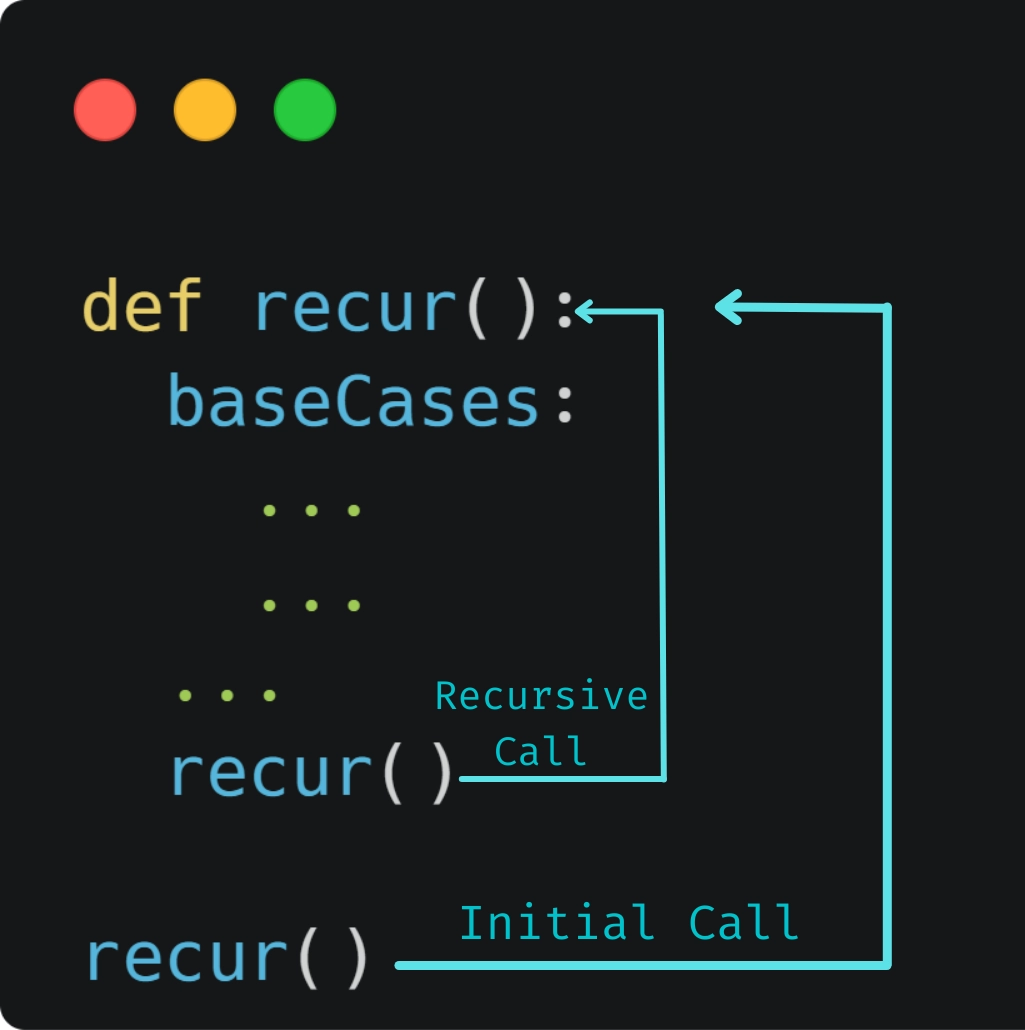 def recur():
baseCases:
...
...
...
Recursive
Call
recur()
Initial Call
recur()